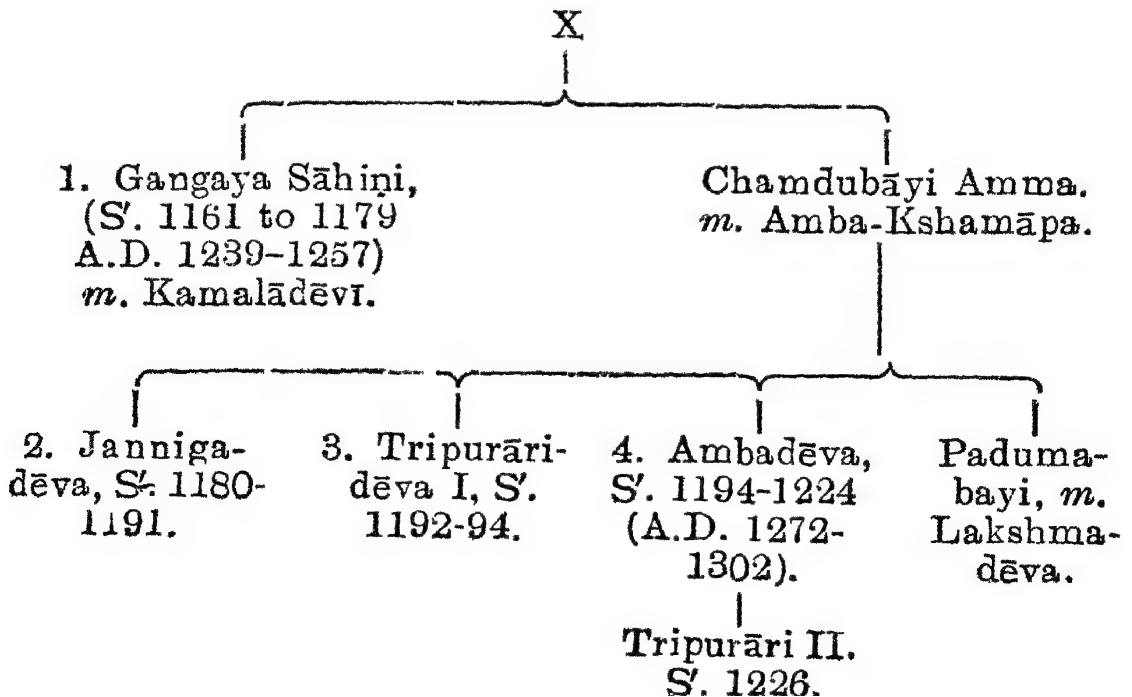 X
1. Gangaya Sāhiṇi,
(S'. 1161 to 1179
A.D. 1239–1257)
m. Kamalādēvī.
Chamdubāyi Amma.
m. Amba-Kshamāpa.
2. Janniga-
dēva, S'. 1180-
1191.
3. Tripurāri-
dēva I, S'.
1192-94.
4. Ambadēva,
S'. 1194-1224
(A.D. 1272-
1302).
Paduma-
bayi, m.
Lakshma-
dēva.
Tripurāri II.
S'. 1226.